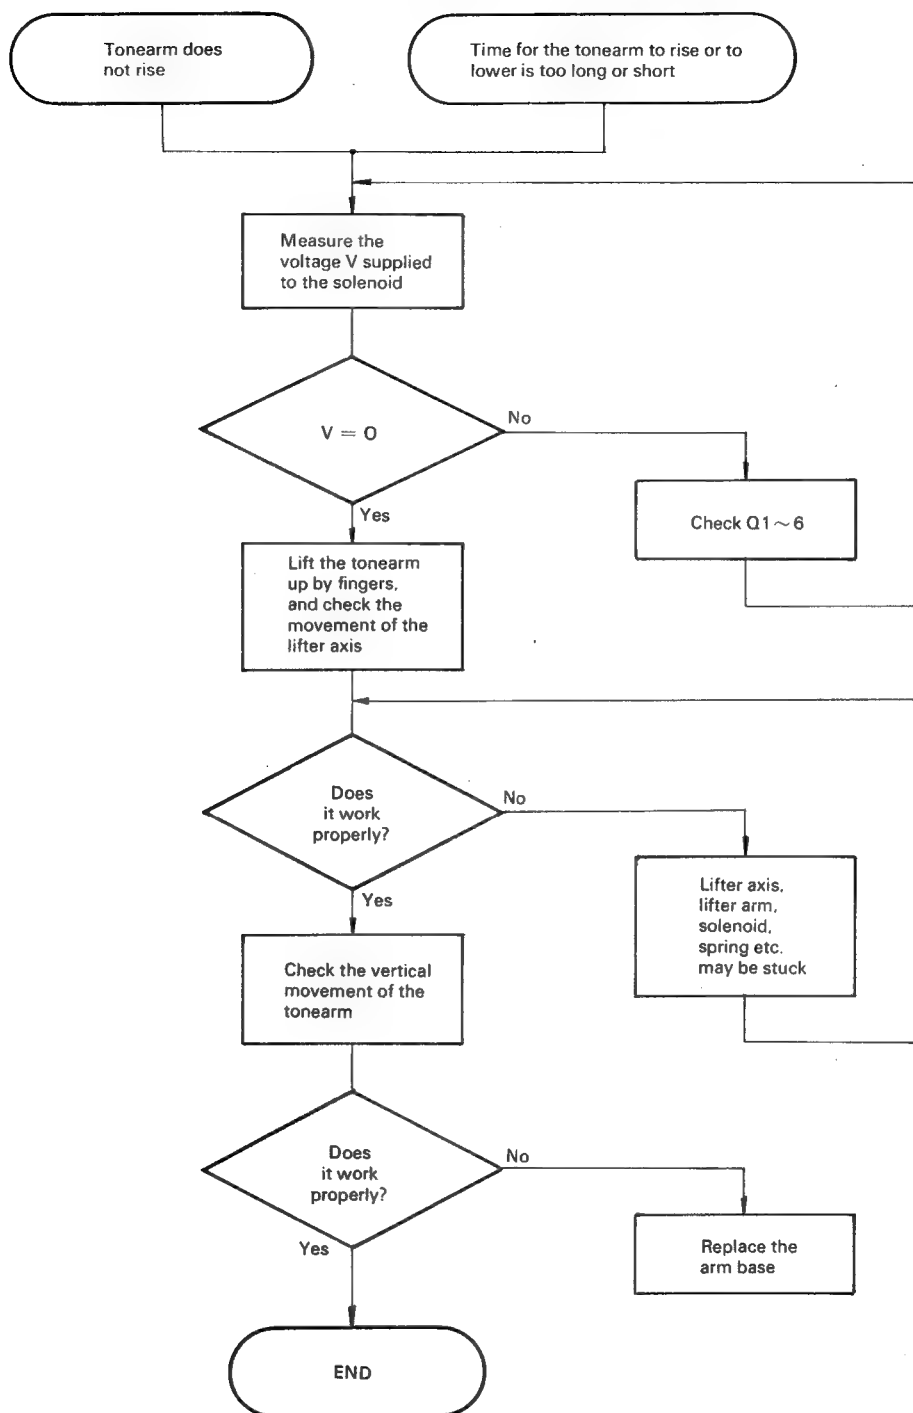 Tonearm does
not rise
Time for the tonearm to rise or to
lower is too long or short
Measure the
voltage V supplied
to the solenoid
V = 0
No
Yes
Check Q1~6
Lift the tonearm
up by fingers,
and check the
movement of the
lifter axis
Does
it work
properly?
No
Yes
Lifter axis,
lifter arm,
solenoid,
spring etc.
may be stuck
Check the vertical
movement of the
tonearm
Does
it work
properly?
No
Yes
Replace the
arm base
END